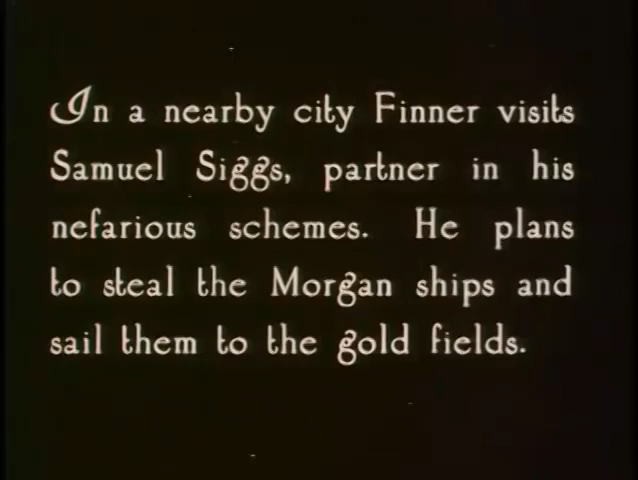 In a nearby city Finner visits
Samuel Siggs, partner in his
nefarious schemes. He plans
to steal the Morgan ships and
sail them to the gold fields.